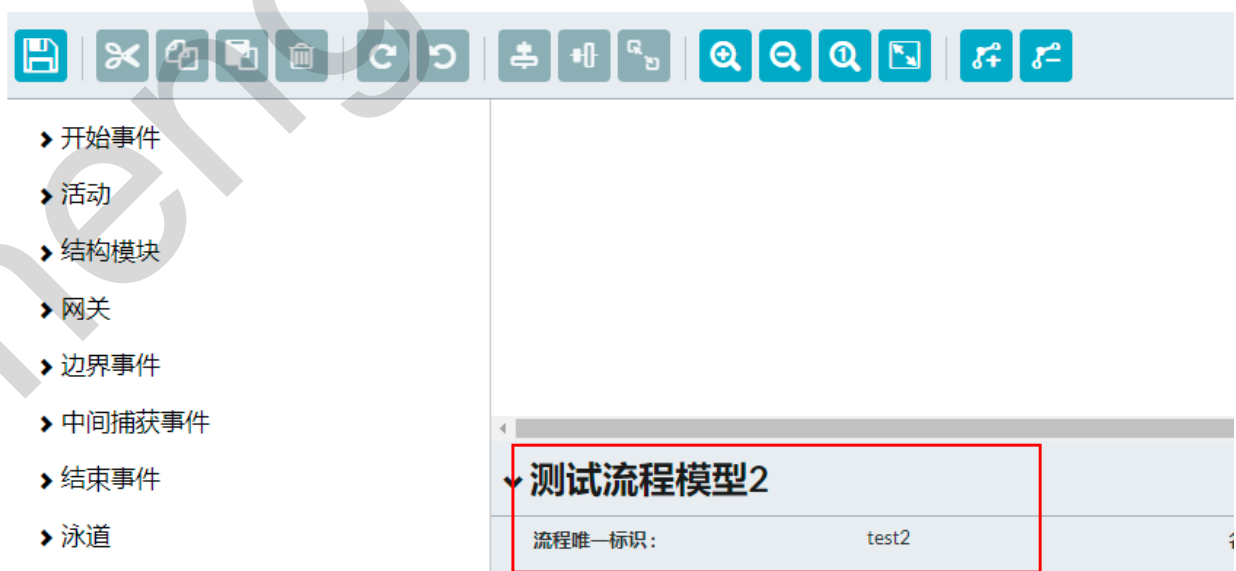 开始事件
活动
结构模块
网关
边界事件
中间捕获事件
结束事件
泳道
测试流程模型2
流程唯一标识： test2